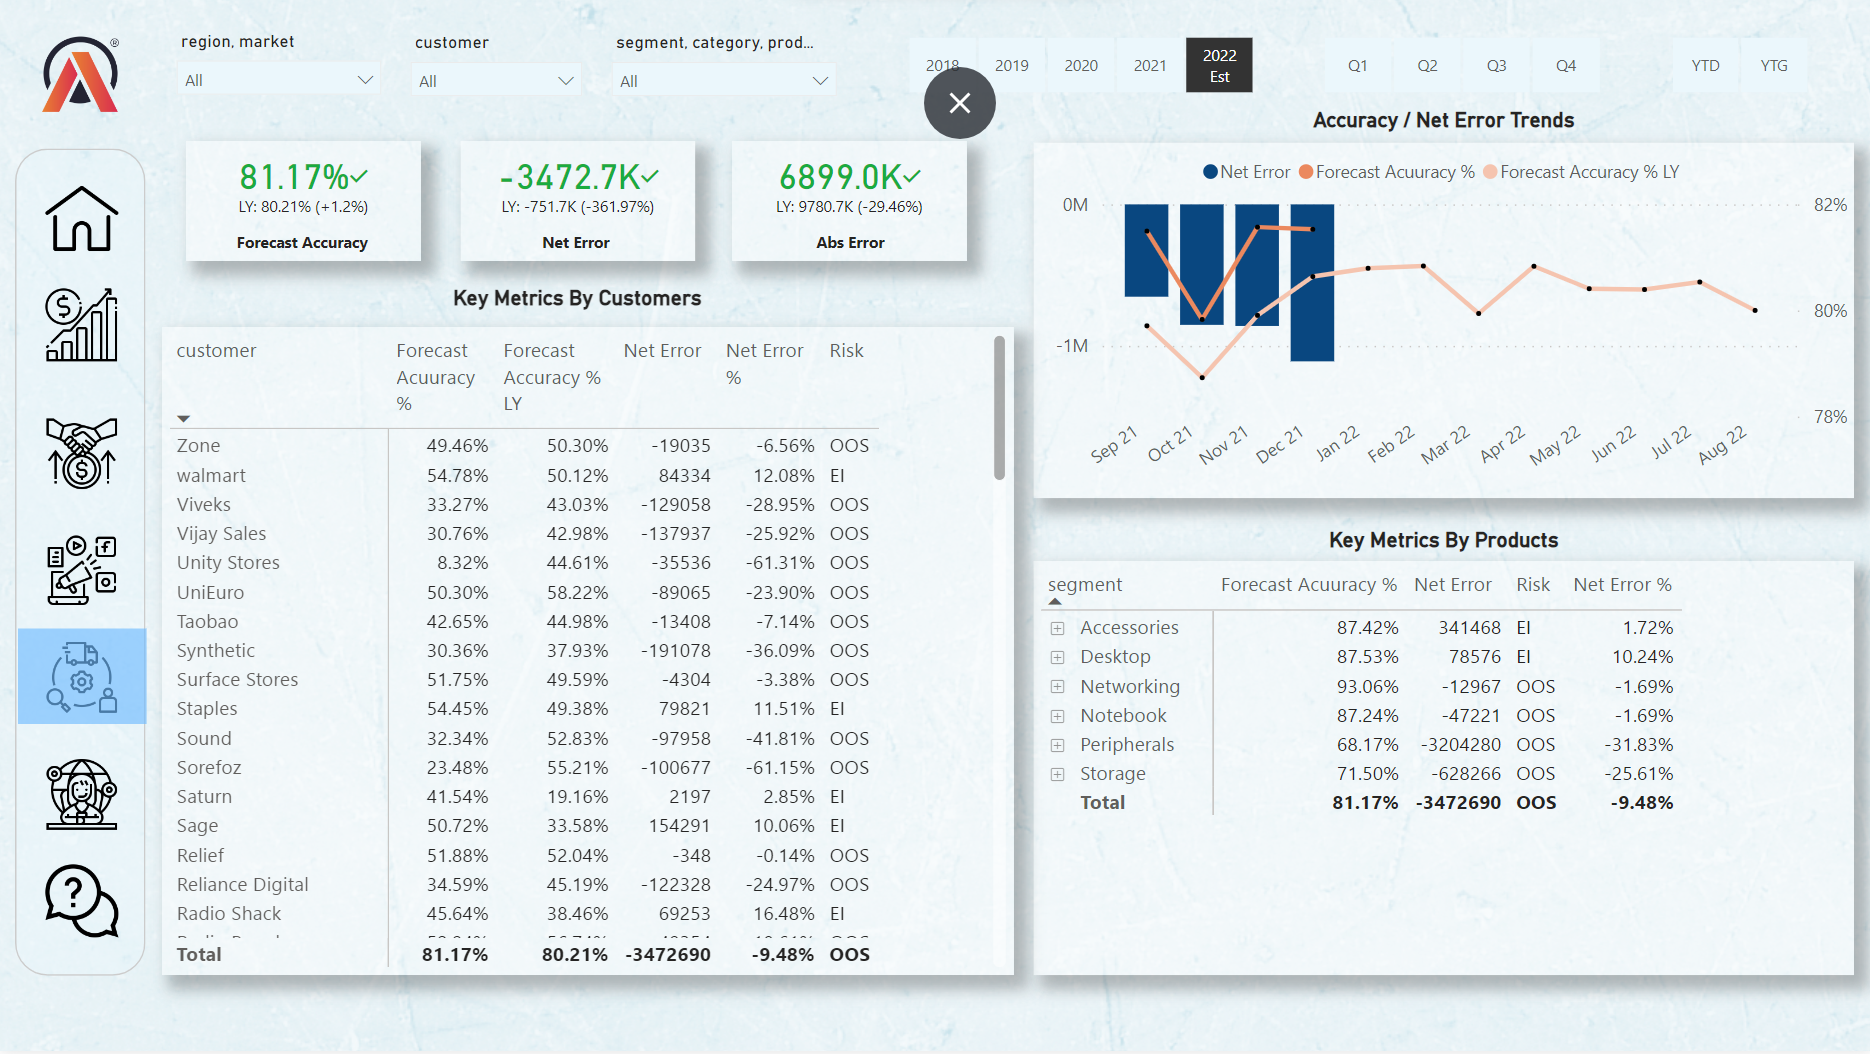 region, market
customer
segment, category, prod...
All
All
All
2018
2019
2020
2021
2022
Est
Q1
Q2
Q3
Q4
YTD
YTG
81.17%
LY: 80.21% (+1.2%)
Forecast Accuracy
-3472.7K
LY: -751.7K (-361.97%)
Net Error
6899.0K
LY: 9780.7K (-29.46%)
Abs Error
Key Metrics By Customers
customer Forecast Acuuracy % Forecast Accuracy % LY Net Error Net Error % Risk
Zone 49.46% 50.30% -19035 -6.56% OOS
walmart 54.78% 50.12% 84334 12.08% EI
Viveks 33.27% 43.03% -129058 -28.95% OOS
Vijay Sales 30.76% 42.98% -137937 -25.92% OOS
Unity Stores 8.32% 44.61% -35536 -61.31% OOS
UniEuro 50.30% 58.22% -89065 -23.90% OOS
Taobao 42.65% 44.98% -13408 -7.14% OOS
Synthetic 30.36% 37.93% -191078 -36.09% OOS
Surface Stores 51.75% 49.59% -4304 -3.38% OOS
Staples 54.45% 49.38% 79821 11.51% EI
Sound 32.34% 52.83% -97958 -41.81% OOS
Sorefoz 23.48% 55.21% -100677 -61.15% OOS
Saturn 41.54% 19.16% 2197 2.85% EI
Sage 50.72% 33.58% 154291 10.06% EI
Relief 51.88% 52.04% -348 -0.14% OOS
Reliance Digital 34.59% 45.19% -122328 -24.97% OOS
Radio Shack 45.64% 38.46% 69253 16.48% EI
Total 81.17% 80.21% -3472690 -9.48% OOS
Accuracy / Net Error Trends
Net Error Forecast Acuuracy % Forecast Accuracy % LY
0M
-1M
82%
80%
78%
Sep 21
Oct 21
Nov 21
Dec 21
Jan 22
Feb 22
Mar 22
Apr 22
May 22
Jun 22
Jul 22
Aug 22
Key Metrics By Products
segment Forecast Acuuracy % Net Error Risk Net Error %
Accessories 87.42% 341468 EI 1.72%
Desktop 87.53% 78576 EI 10.24%
Networking 93.06% -12967 OOS -1.69%
Notebook 87.24% -47221 OOS -1.69%
Peripherals 68.17% -3204280 OOS -31.83%
Storage 71.50% -628266 OOS -25.61%
Total 81.17% -3472690 OOS -9.48%